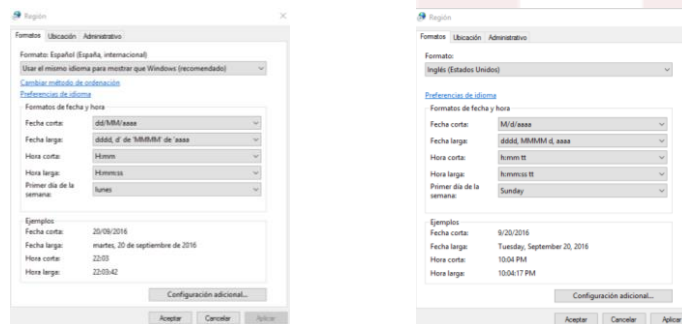 Región
Formatos Ubicación Administrativo
Formato: Español (España, internacional)
Usar el mismo idioma para mostrar que Windows (recomendado)
Cambiar método de ordenación
Preferencias de idioma
Formatos de fecha y hora
Fecha corta: dd/MM/aaaa
Fecha larga: dddd, d' de 'MMMM' de 'aaaa
Hora corta: H:mm
Hora larga: H:mm:ss
Primer día de la semana: lunes
Ejemplos
Fecha corta: 20/09/2016
Fecha larga: martes, 20 de septiembre de 2016
Hora corta: 22:03
Hora larga: 22:03:42
Configuración adicional...
Aceptar Cancelar Aplicar
Región
Formatos Ubicación Administrativo
Formato:
Inglés (Estados Unidos)
Preferencias de idioma
Formatos de fecha y hora
Fecha corta: M/d/aaaa
Fecha larga: dddd, MMMM d, aaaa
Hora corta: h:mm tt
Hora larga: h:mm:ss tt
Primer día de la semana: Sunday
Ejemplos
Fecha corta: 9/20/2016
Fecha larga: Tuesday, September 20, 2016
Hora corta: 10:04 PM
Hora larga: 10:04:17 PM
Configuración adicional...
Aceptar Cancelar Aplicar